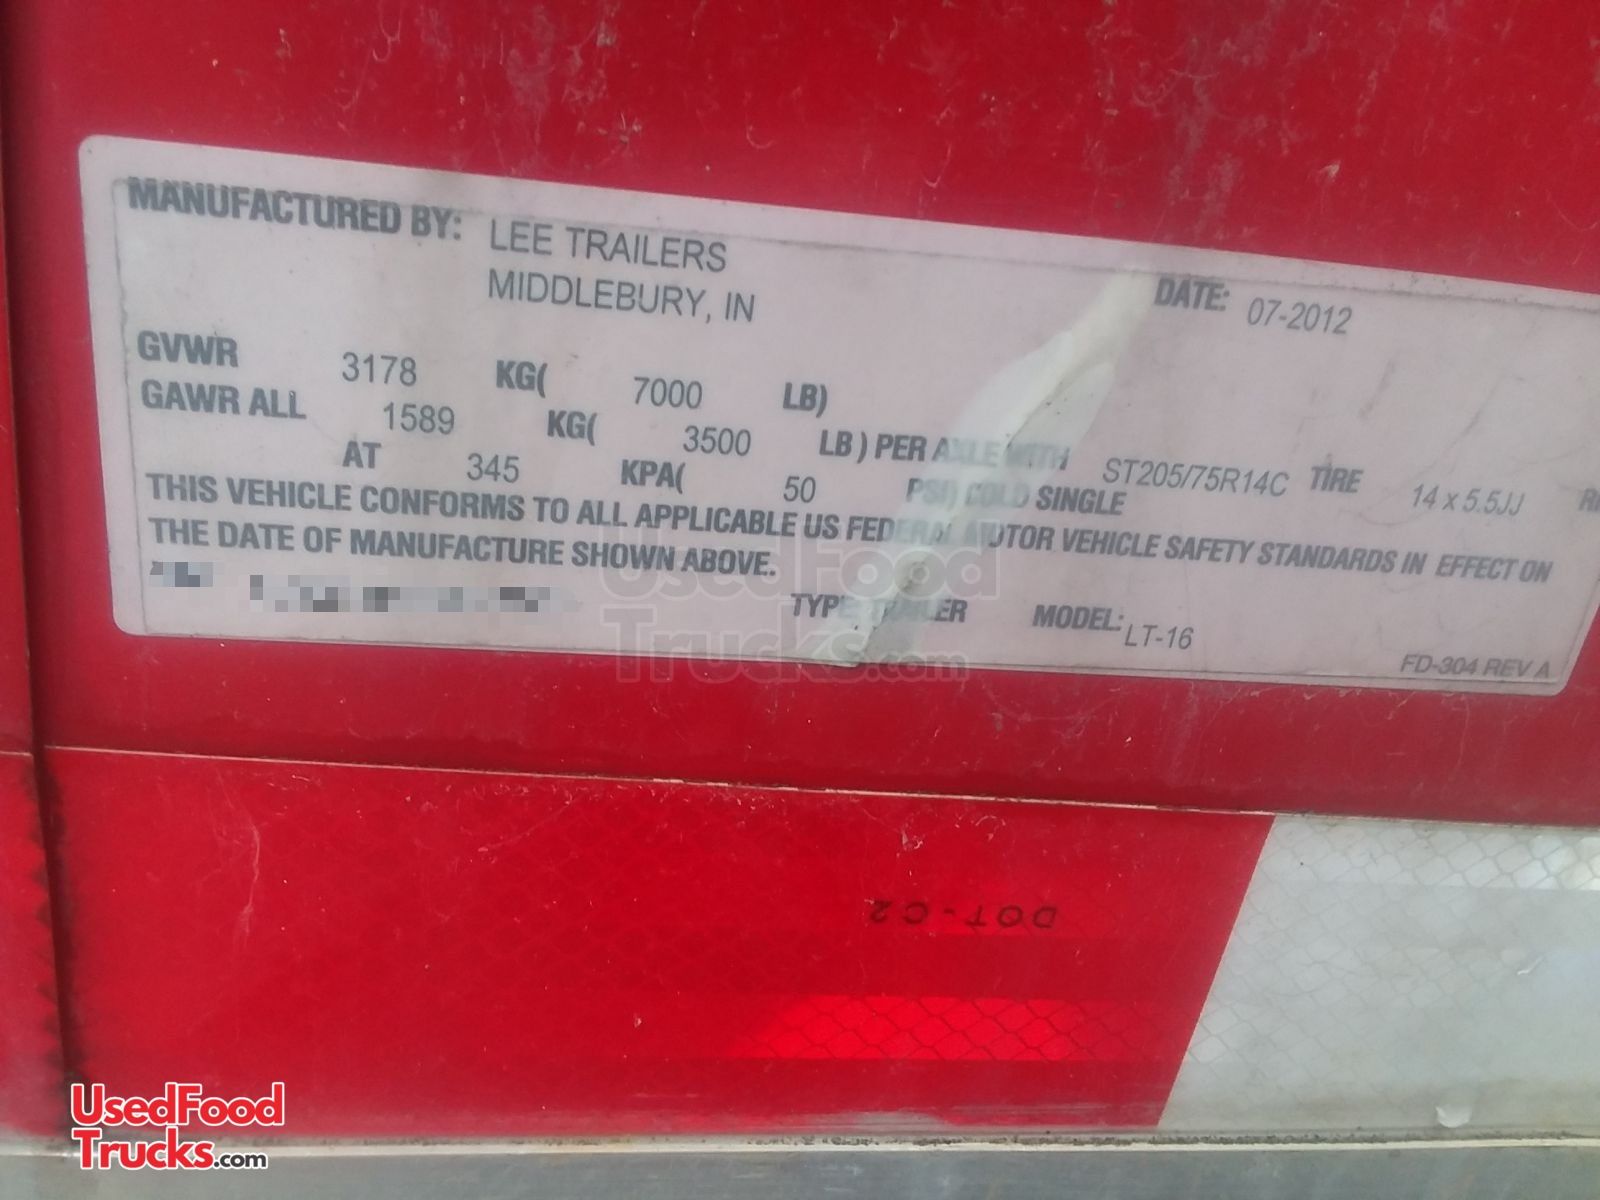 MANUFACTURED BY: LEE TRAILERS
MIDDLEBURY, IN
DATE: 07-2012
GVWR 3178 KG( 7000 LB)
GAWR ALL 1589 KG( 3500 LB ) PER AXLE WITH ST205/75R14C TIRE 14 x 5.5JJ
AT 345 KPA( 50 PSI) COLD SINGLE
THIS VEHICLE CONFORMS TO ALL APPLICABLE US FEDERAL MOTOR VEHICLE SAFETY STANDARDS IN EFFECT ON
THE DATE OF MANUFACTURE SHOWN ABOVE.
TYPE: TRAILER MODEL: LT-16
FD-304 REV A
UsedFood
Trucks.com
DOT-C2
UsedFood
Trucks.com